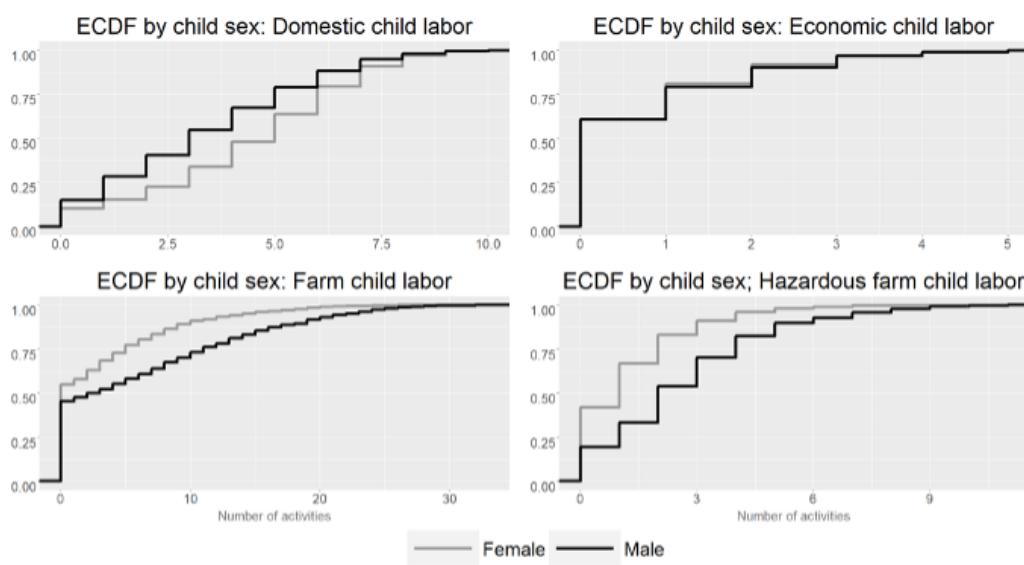 ECDF by child sex: Domestic child labor
1.00
0.75
0.50
0.25
0.00
0.0 2.5 5.0 7.5 10.0
ECDF by child sex: Economic child labor
1.00
0.75
0.50
0.25
0.00
0 1 2 3 4 5
ECDF by child sex: Farm child labor
1.00
0.75
0.50
0.25
0.00
0 10 20 30
Number of activities
ECDF by child sex; Hazardous farm child labor
1.00
0.75
0.50
0.25
0.00
0 3 6 9
Number of activities
Female Male